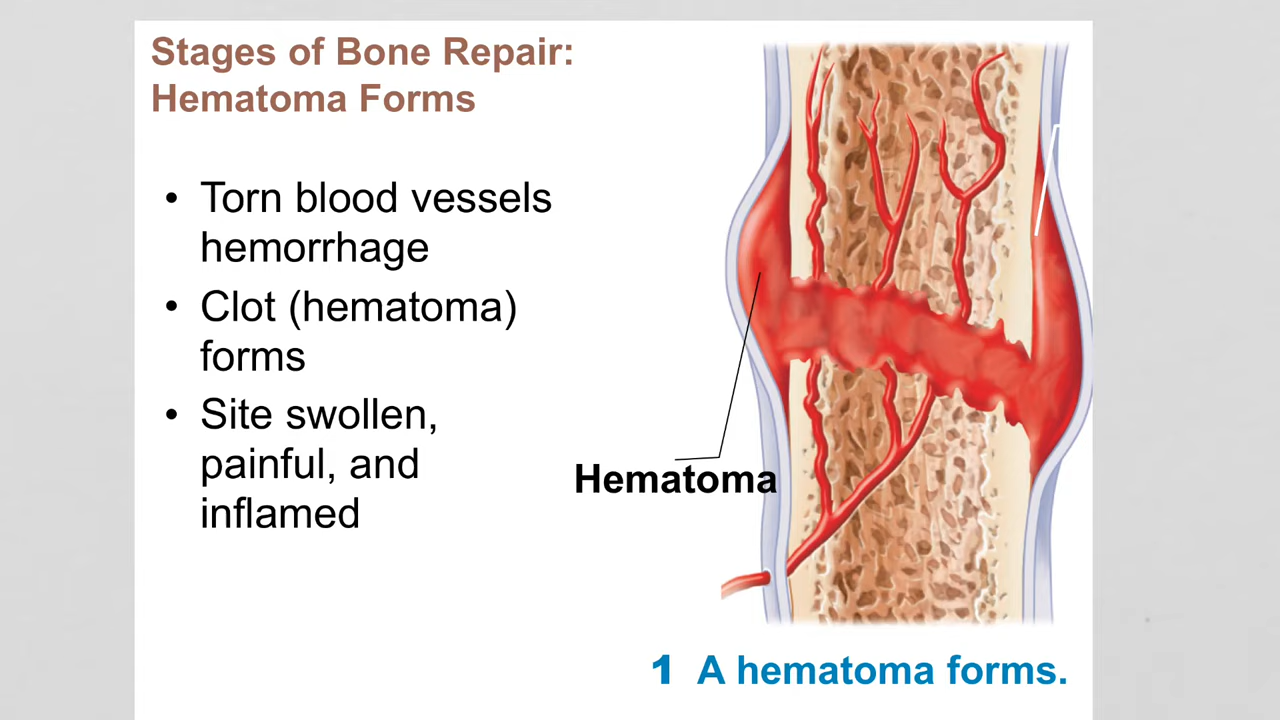 Stages of Bone Repair:
Hematoma Forms
• Torn blood vessels
hemorrhage
• Clot (hematoma)
forms
• Site swollen,
painful, and
inflamed
Hematoma
1 A hematoma forms.